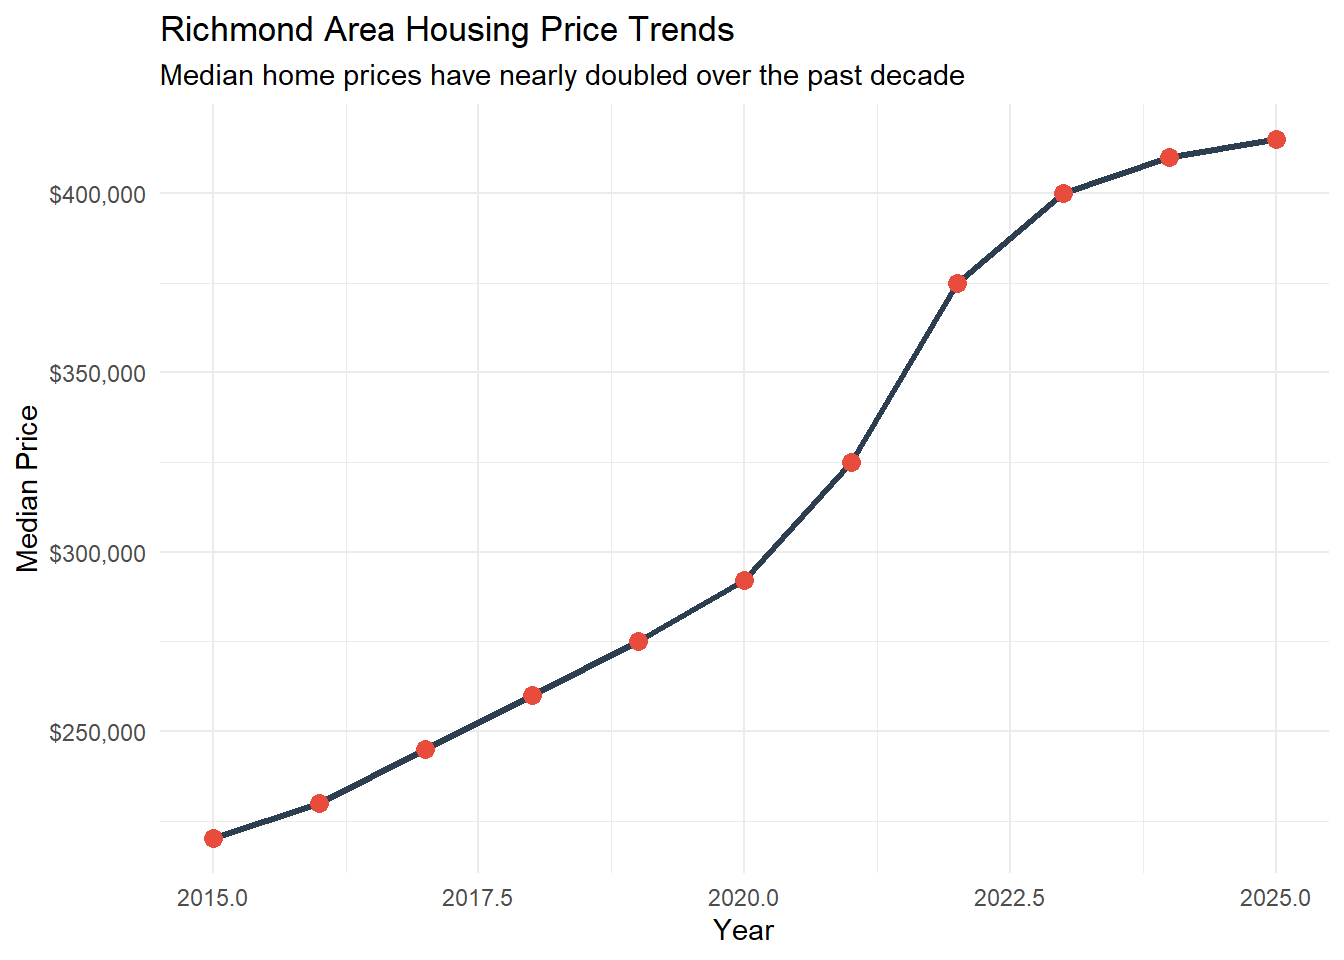 Richmond Area Housing Price Trends
Median home prices have nearly doubled over the past decade
$400,000
$350,000
$300,000
$250,000
Median Price
2015.0 2017.5 2020.0 2022.5 2025.0
Year